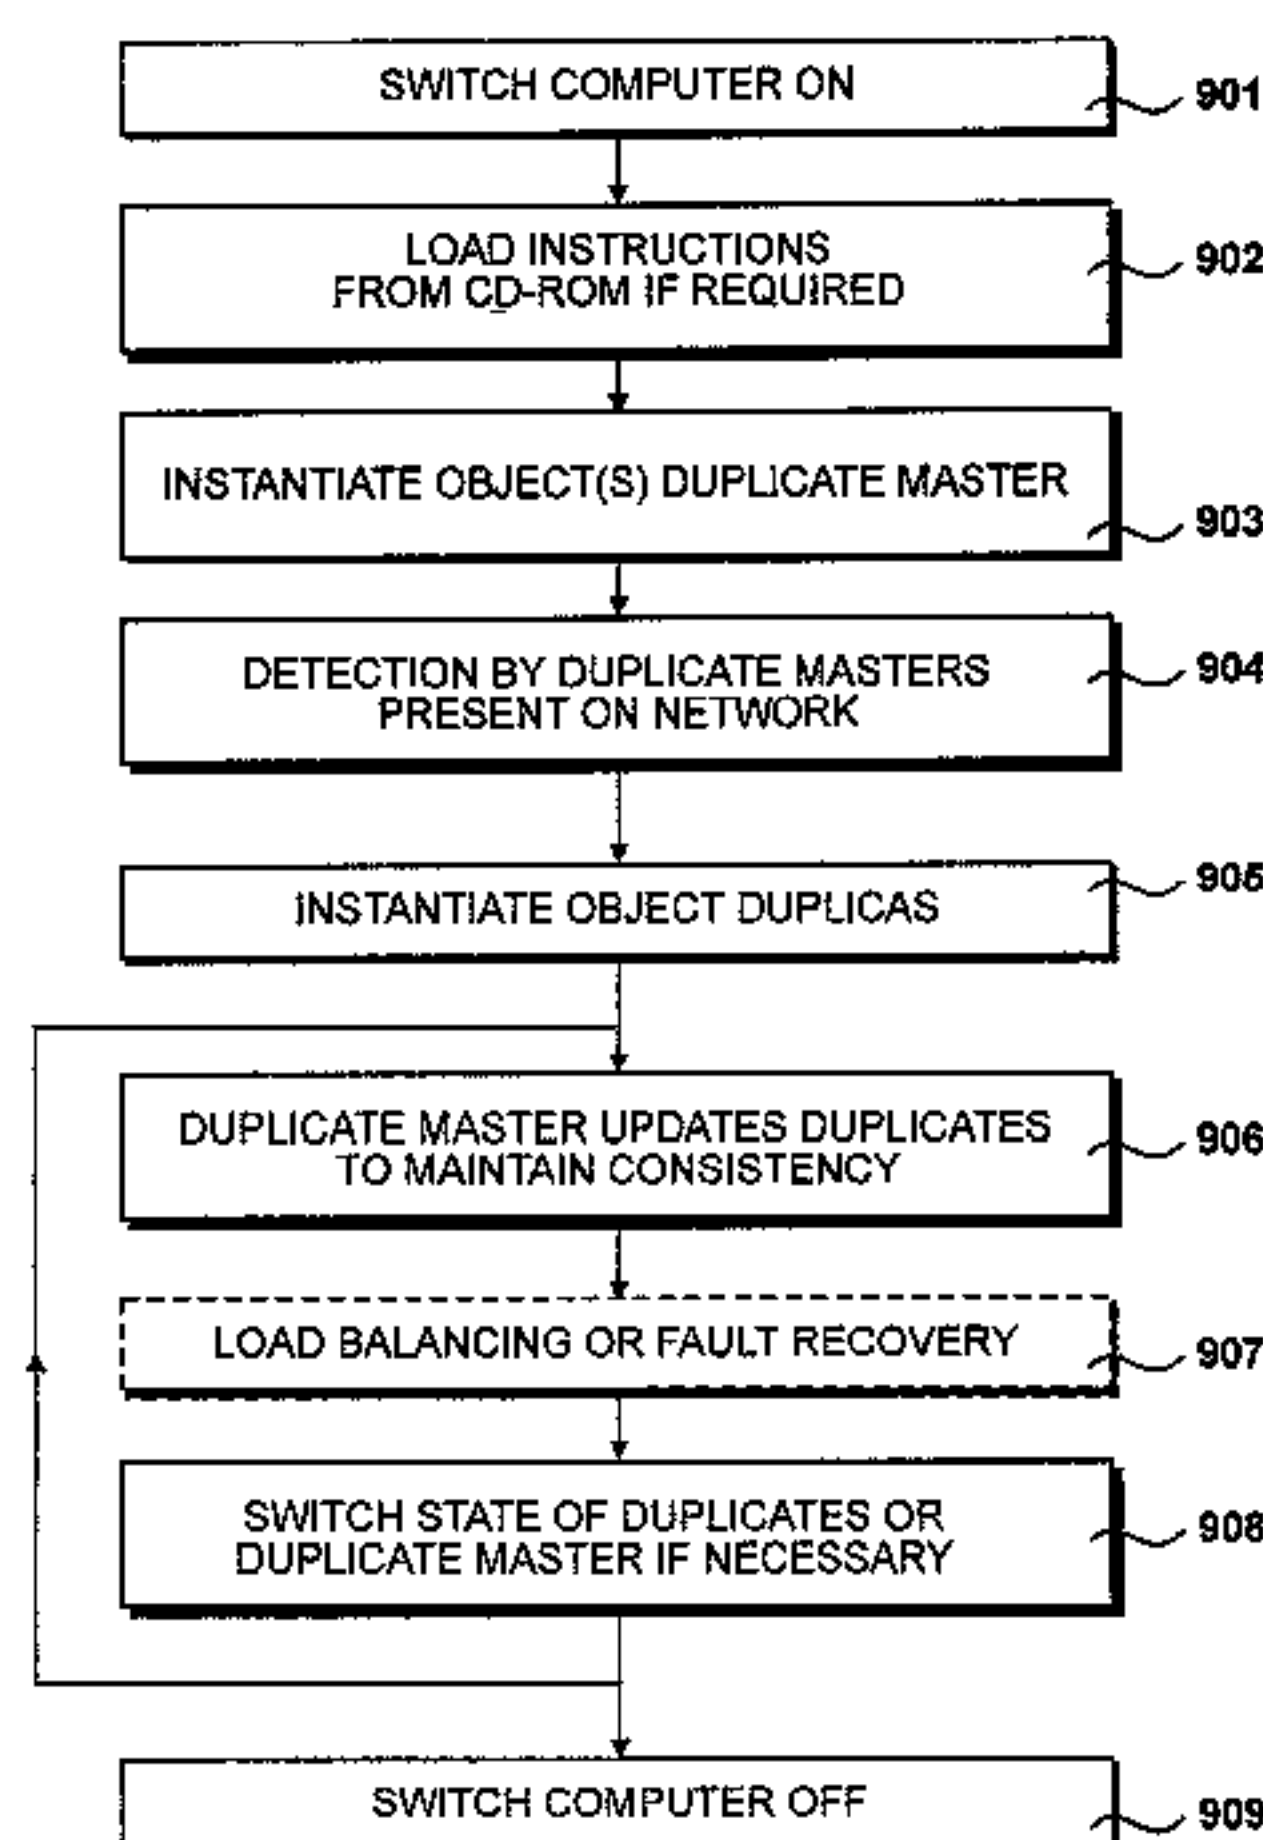 SWITCH COMPUTER ON
901
LOAD INSTRUCTIONS
FROM CD-ROM IF REQUIRED
902
INSTANTIATE OBJECT(S) DUPLICATE MASTER
903
DETECTION BY DUPLICATE MASTERS
PRESENT ON NETWORK
904
INSTANTIATE OBJECT DUPLICAS
905
DUPLICATE MASTER UPDATES DUPLICATES
TO MAINTAIN CONSISTENCY
906
LOAD BALANCING OR FAULT RECOVERY
907
SWITCH STATE OF DUPLICATES OR
DUPLICATE MASTER IF NECESSARY
908
SWITCH COMPUTER OFF
909